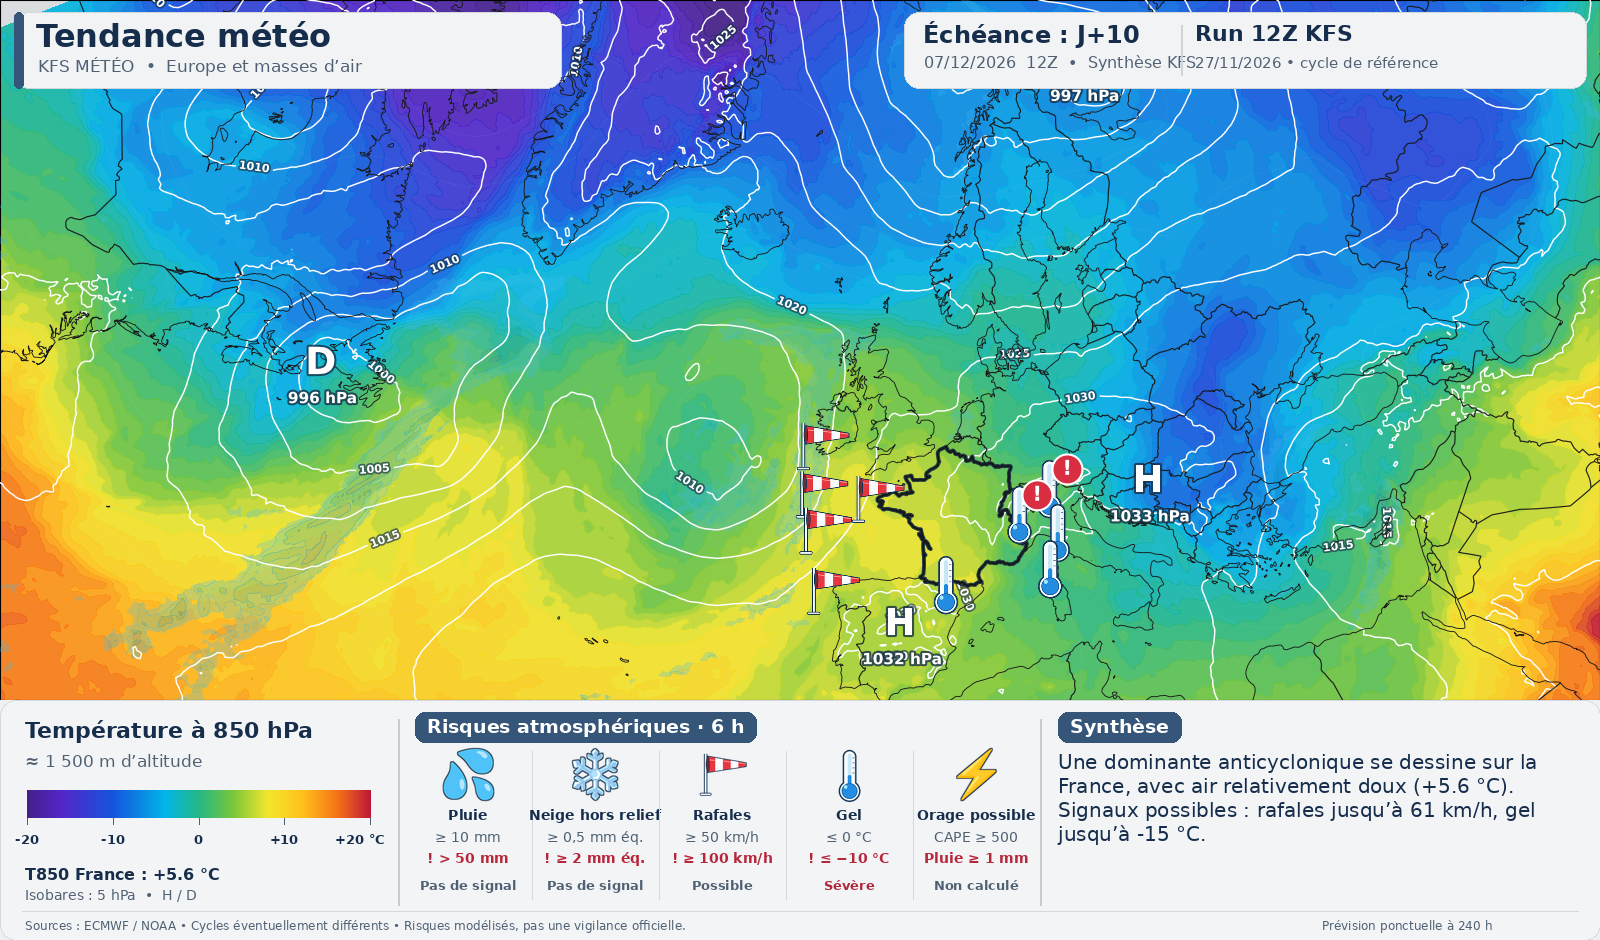 Tendance météo
KFS MÉTÉO • Europe et masses d’air
Échéance : J+10
07/12/2026 12Z • Synthèse KFS
Run 12Z KFS
27/11/2026 • cycle de référence
1025
1010
997 hPa
1010
1010
1020
1025
1030
D
996 hPa
1000
1005
1010
1015
H
1033 hPa
1015
1015
1030
H
1032 hPa
!
!
Température à 850 hPa
≈ 1 500 m d’altitude
-20 -10 0 +10 +20 °C
T850 France : +5.6 °C
Isobares : 5 hPa • H / D
Risques atmosphériques · 6 h
Pluie
≥ 10 mm
! > 50 mm
Pas de signal
Neige hors relief
≥ 0,5 mm éq.
! ≥ 2 mm éq.
Pas de signal
Rafales
≥ 50 km/h
! ≥ 100 km/h
Possible
Gel
≤ 0 °C
! ≤ −10 °C
Sévère
Orage possible
CAPE ≥ 500
Pluie ≥ 1 mm
Non calculé
Synthèse
Une dominante anticyclonique se dessine sur la
France, avec air relativement doux (+5.6 °C).
Signaux possibles : rafales jusqu’à 61 km/h, gel
jusqu’à -15 °C.
Sources : ECMWF / NOAA • Cycles éventuellement différents • Risques modélisés, pas une vigilance officielle.
Prévision ponctuelle à 240 h